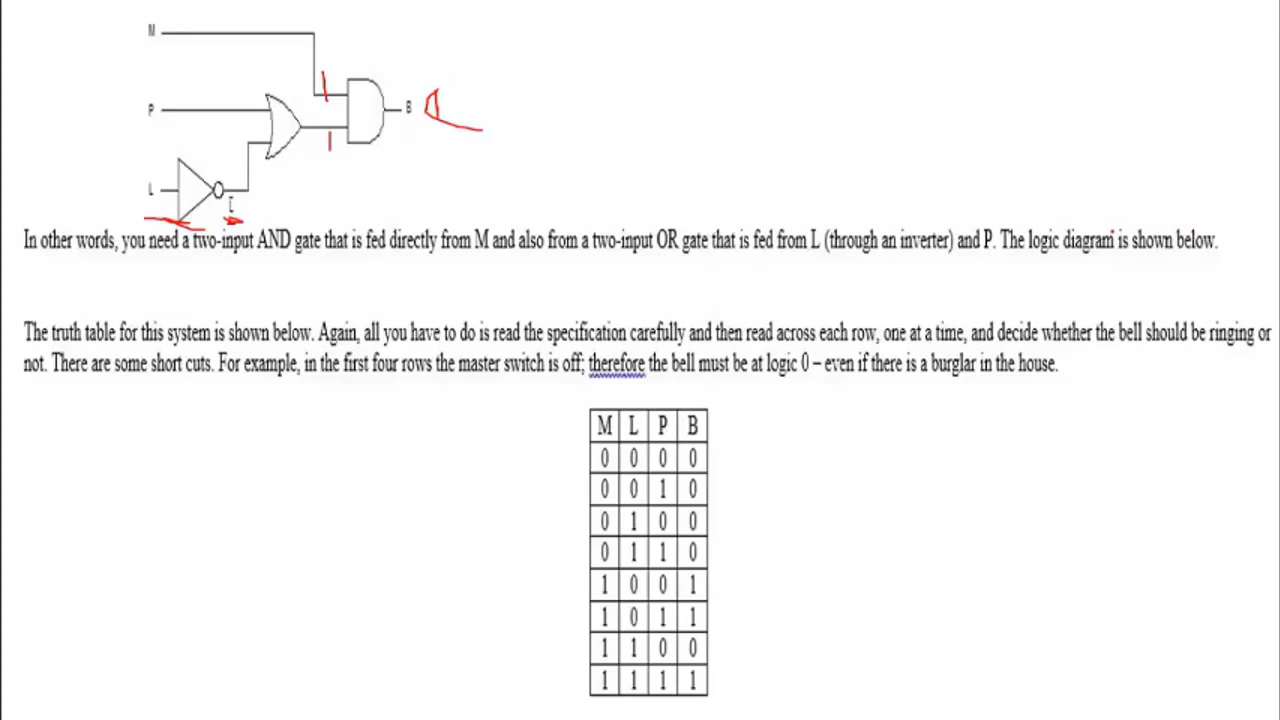 M
P
B
L
In other words, you need a two-input AND gate that is fed directly from M and also from a two-input OR gate that is fed from L (through an inverter) and P. The logic diagram is shown below.
The truth table for this system is shown below. Again, all you have to do is read the specification carefully and then read across each row, one at a time, and decide whether the bell should be ringing or
not. There are some short cuts. For example, in the first four rows the master switch is off; therefore the bell must be at logic 0 – even if there is a burglar in the house.
M L P B
0 0 0 0
0 0 1 0
0 1 0 0
0 1 1 0
1 0 0 1
1 0 1 1
1 1 0 0
1 1 1 1